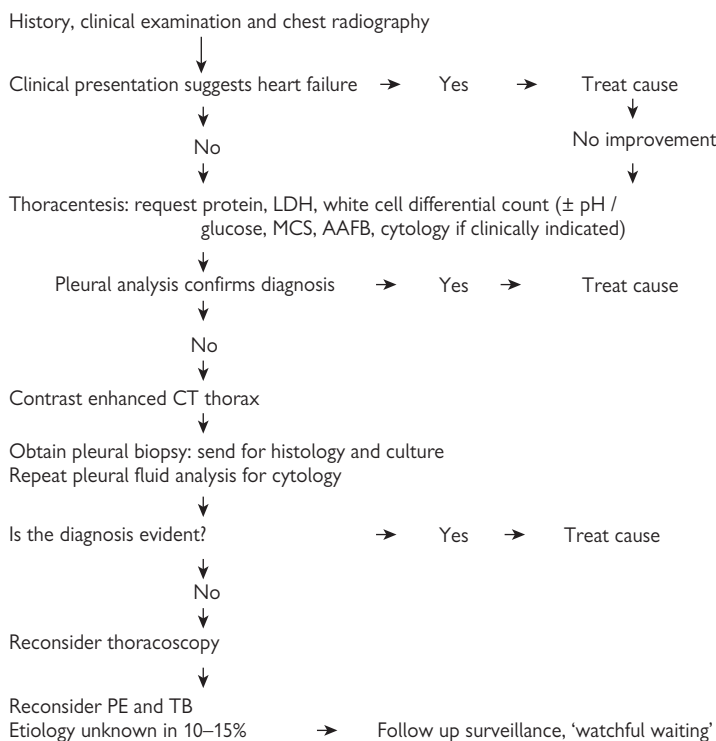 History, clinical examination and chest radiography
Clinical presentation suggests heart failure → Yes → Treat cause
No
No improvement
Thoracentesis: request protein, LDH, white cell differential count (± pH /
glucose, MCS, AAFB, cytology if clinically indicated)
Pleural analysis confirms diagnosis → Yes → Treat cause
No
Contrast enhanced CT thorax
Obtain pleural biopsy: send for histology and culture
Repeat pleural fluid analysis for cytology
Is the diagnosis evident? → Yes → Treat cause
No
Reconsider thoracoscopy
Reconsider PE and TB
Etiology unknown in 10–15% → Follow up surveillance, ‘watchful waiting’